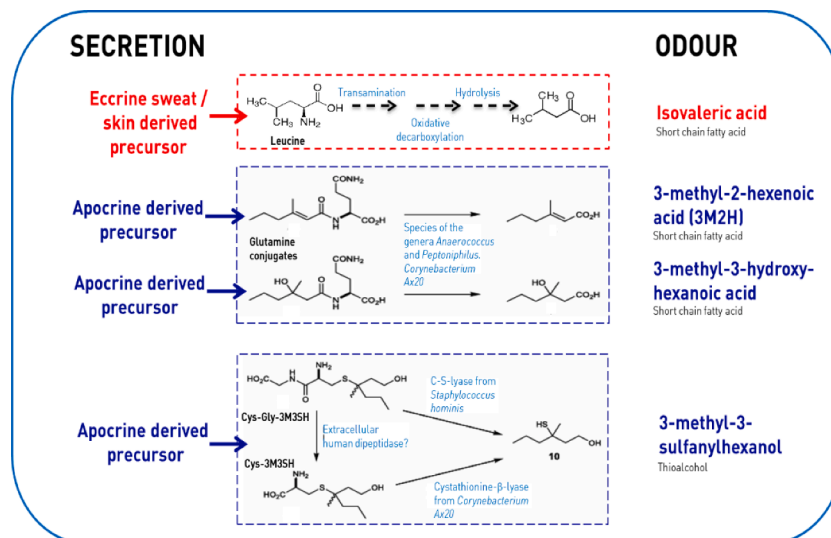 SECRETION
ODOUR
Eccrine sweat /
skin derived
precursor
H₃C
CH₃
O
OH
NH₂
Leucine
Transamination
Oxidative
decarboxylation
Hydrolysis
CH₃
H₃C
O
OH
Isovaleric acid
Short chain fatty acid
Apocrine derived
precursor
CONH₂
O
N
H
CO₂H
Glutamine
conjugates
Species of the
genera Anaerococcus
and Peptoniphilus.
Corynebacterium
Ax20
CO₂H
3-methyl-2-hexenoic
acid (3M2H)
Short chain fatty acid
Apocrine derived
precursor
CONH₂
HO
O
N
H
CO₂H
HO
CO₂H
3-methyl-3-hydroxy-
hexanoic acid
Short chain fatty acid
Apocrine derived
precursor
HO₂C
H
N
O
NH₂
S
OH
Cys-Gly-3M3SH
C-S-lyase from
Staphylococcus
hominis
Extracellular
human dipeptidase?
Cys-3M3SH
NH₂
HO₂C
S
OH
Cystathionine-β-lyase
from Corynebacterium
Ax20
HS
OH
10
3-methyl-3-
sulfanylhexanol
Thioalcohol